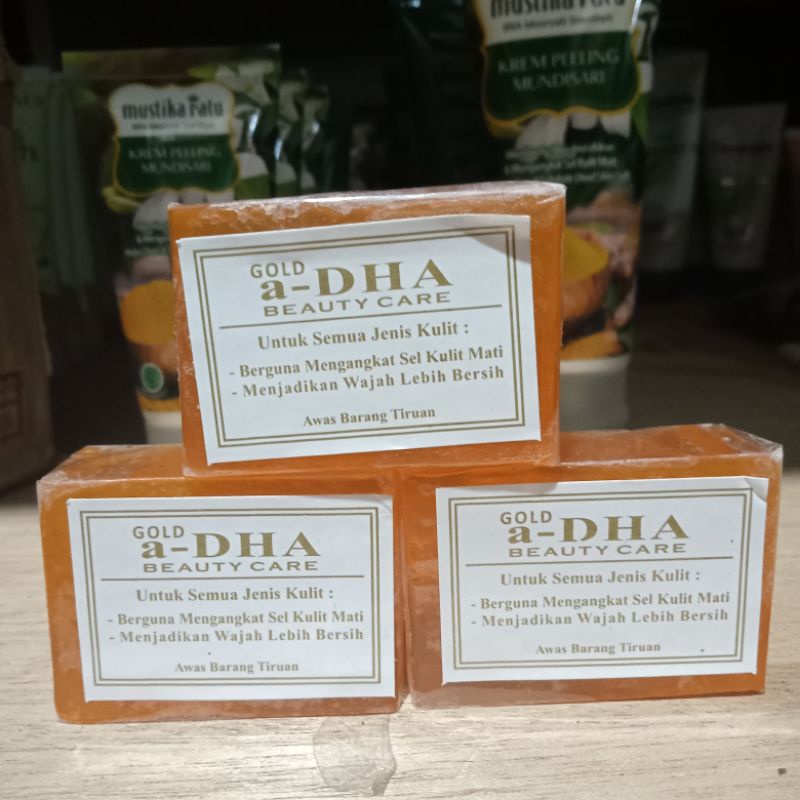 mustika ratu
KREM PEELING
MUNDISARI
mustika ratu
KREM PEELING
MUNDISARI
GOLD
a-DHA
BEAUTY CARE
Untuk Semua Jenis Kulit :
- Berguna Mengangkat Sel Kulit Mati
- Menjadikan Wajah Lebih Bersih
Awas Barang Tiruan
GOLD
a-DHA
BEAUTY CARE
Untuk Semua Jenis Kulit :
- Berguna Mengangkat Sel Kulit Mati
- Menjadikan Wajah Lebih Bersih
Awas Barang Tiruan
GOLD
a-DHA
BEAUTY CARE
Untuk Semua Jenis Kulit :
- Berguna Mengangkat Sel Kulit Mati
- Menjadikan Wajah Lebih Bersih
Awas Barang Tiruan